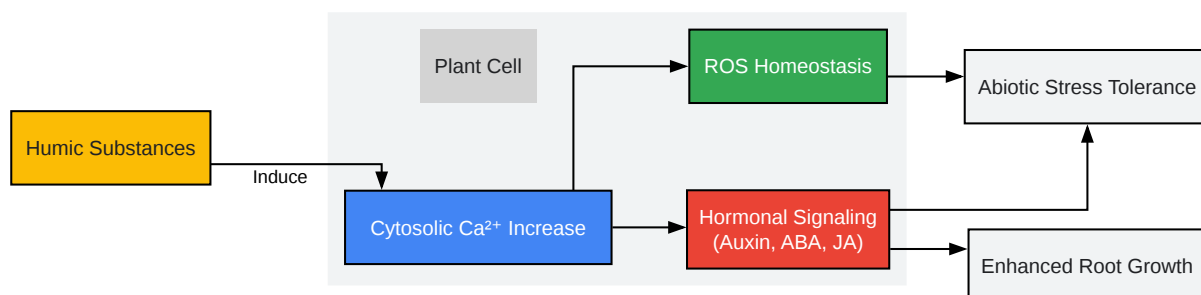 Plant Cell
ROS Homeostasis
Abiotic Stress Tolerance
Humic Substances
Induce
Cytosolic Ca²⁺ Increase
Hormonal Signaling
(Auxin, ABA, JA)
Enhanced Root Growth